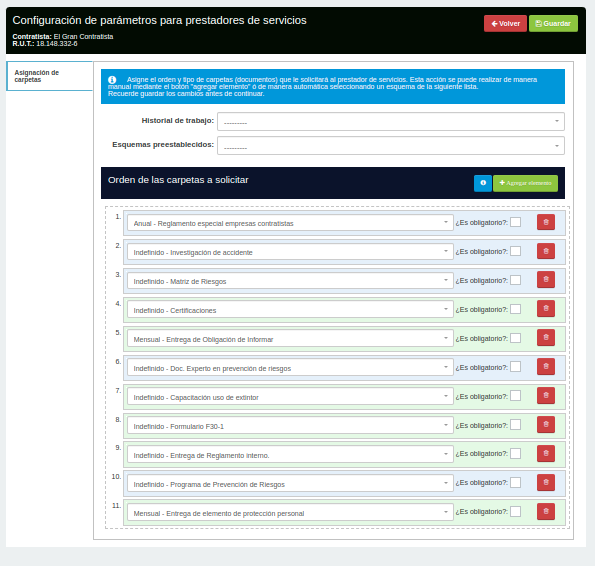 Configuración de parámetros para prestadores de servicios
Contratista: El Gran Contratista
R.U.T.: 18.148.332-6
Volver
Guardar
Asignación de
carpetas
Asigne el orden y tipo de carpetas (documentos) que le solicitará al prestador de servicios. Esta acción se puede realizar de manera
manual mediante el botón "agregar elemento" ó de manera automática seleccionando un esquema de la siguiente lista.
Recuerde guardar los cambios antes de continuar.
Historial de trabajo: ---------
Esquemas preestablecidos: ---------
Orden de las carpetas a solicitar
Agregar elemento
1. Anual - Reglamento especial empresas contratistas ¿Es obligatorio?:
2. Indefinido - Investigación de accidente ¿Es obligatorio?:
3. Indefinido - Matriz de Riesgos ¿Es obligatorio?:
4. Indefinido - Certificaciones ¿Es obligatorio?:
5. Mensual - Entrega de Obligación de Informar ¿Es obligatorio?:
6. Indefinido - Doc. Experto en prevención de riesgos ¿Es obligatorio?:
7. Indefinido - Capacitación uso de extintor ¿Es obligatorio?:
8. Indefinido - Formulario F30-1 ¿Es obligatorio?:
9. Indefinido - Entrega de Reglamento interno. ¿Es obligatorio?:
10. Indefinido - Programa de Prevención de Riesgos ¿Es obligatorio?:
11. Mensual - Entrega de elemento de protección personal ¿Es obligatorio?: